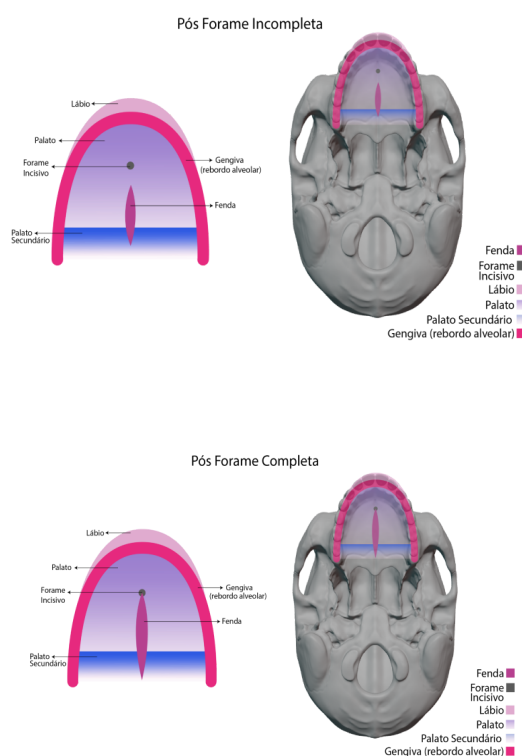 Pós Forame Incompleta
Lábio
Palato
Forame
Incisivo
Gengiva
(rebordo alveolar)
Fenda
Palato
Secundário
Fenda
Forame
Incisivo
Lábio
Palato
Palato Secundário
Gengiva (rebordo alveolar)
Pós Forame Completa
Lábio
Palato
Forame
Incisivo
Gengiva
(rebordo alveolar)
Fenda
Palato
Secundário
Fenda
Forame
Incisivo
Lábio
Palato
Palato Secundário
Gengiva (rebordo alveolar)